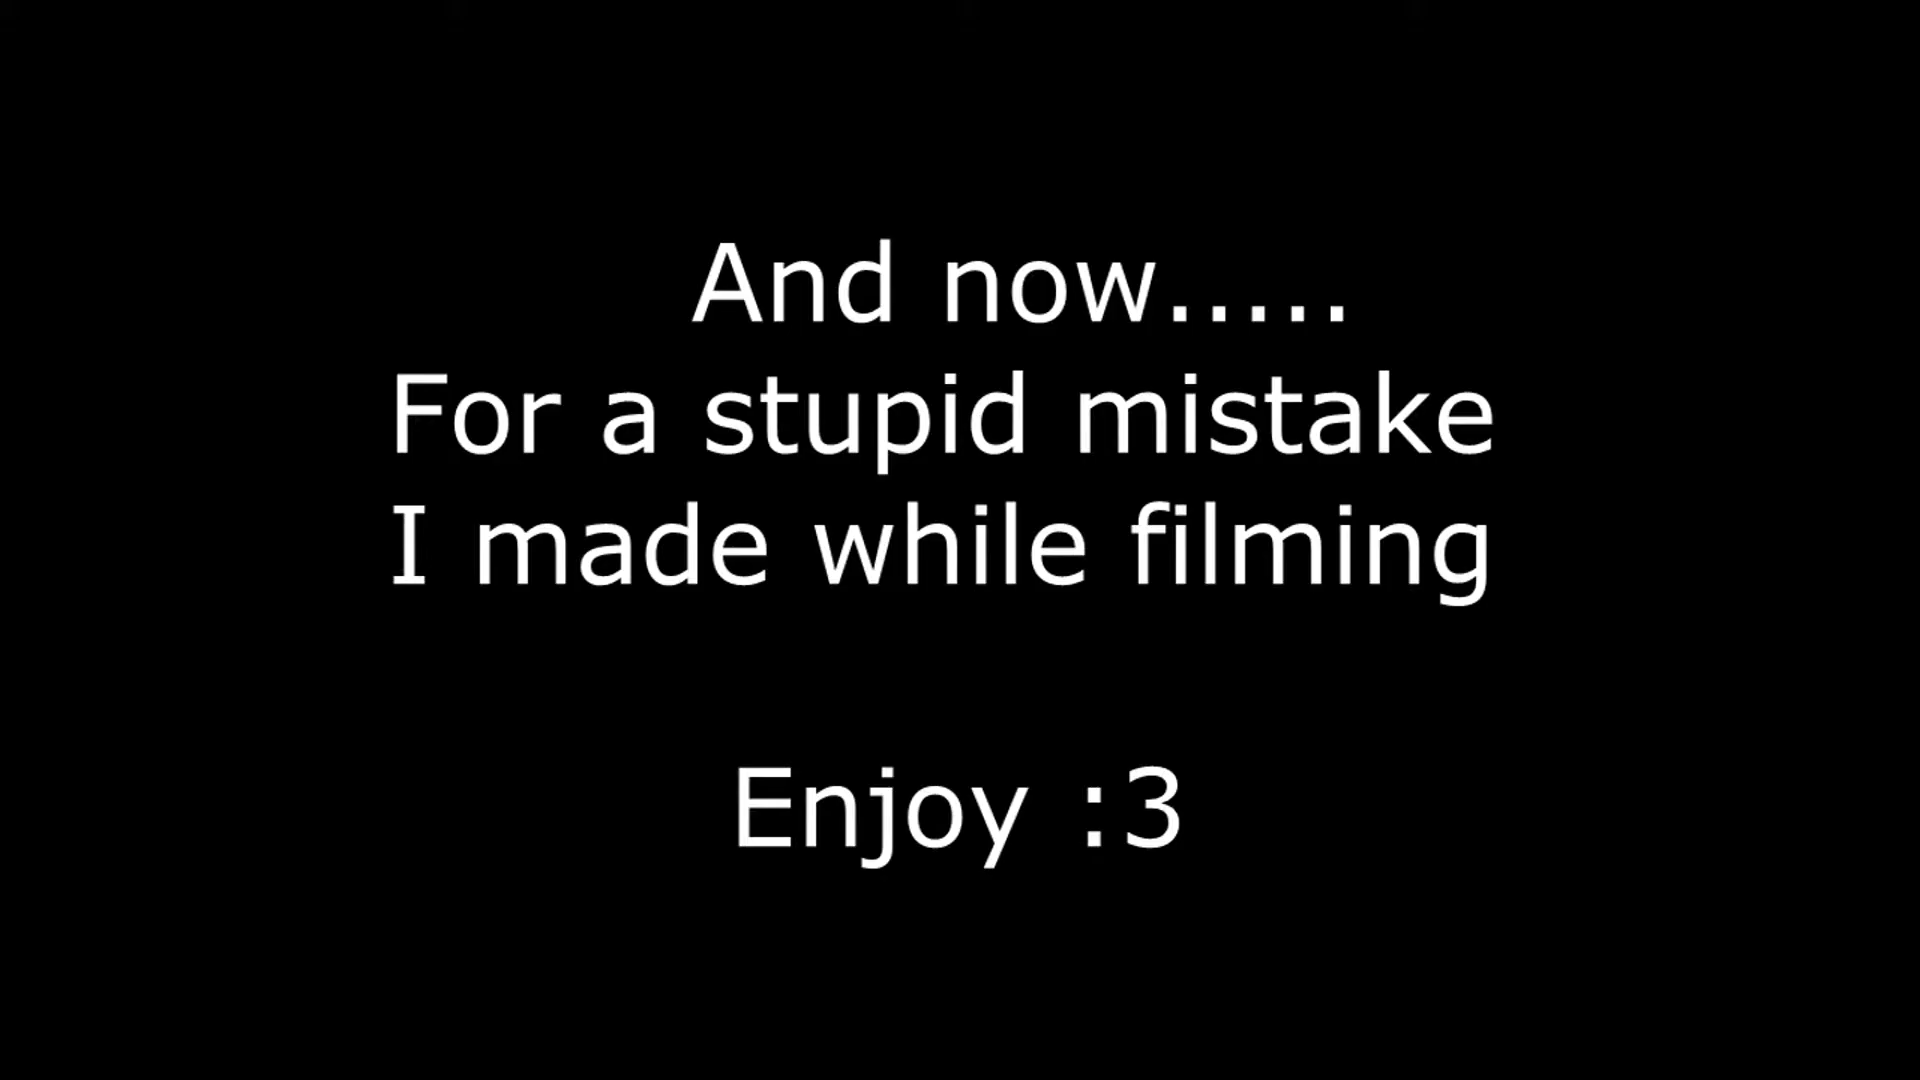 And now.....
For a stupid mistake
I made while filming
Enjoy :3